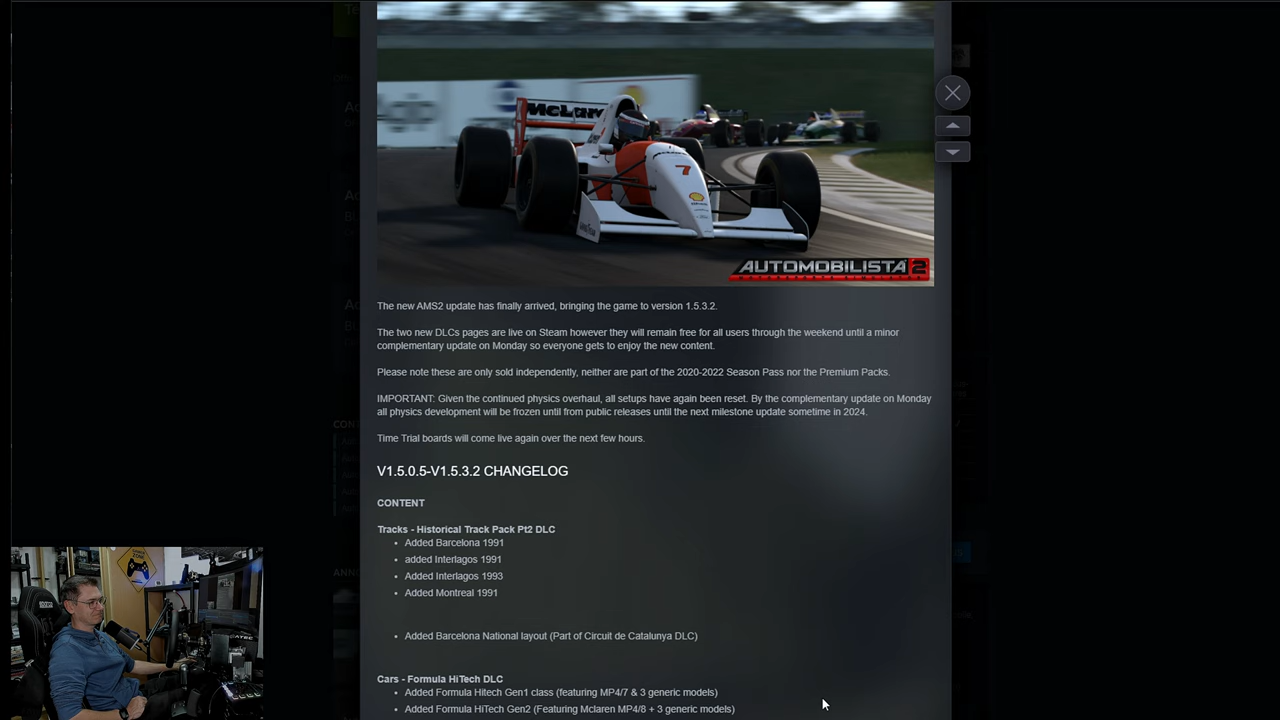 McLaren
7
AUTOMOBILISTA 2
The new AMS2 update has finally arrived, bringing the game to version 1.5.3.2.
The two new DLCs pages are live on Steam however they will remain free for all users through the weekend until a minor
complementary update on Monday so everyone gets to enjoy the new content.
Please note these are only sold independently, neither are part of the 2020-2022 Season Pass nor the Premium Packs.
IMPORTANT: Given the continued physics overhaul, all setups have again been reset. By the complementary update on Monday
all physics development will be frozen until from public releases until the next milestone update sometime in 2024.
Time Trial boards will come live again over the next few hours.
V1.5.0.5-V1.5.3.2 CHANGELOG
CONTENT
Tracks - Historical Track Pack Pt2 DLC
• Added Barcelona 1991
• added Interlagos 1991
• Added Interlagos 1993
• Added Montreal 1991
• Added Barcelona National layout (Part of Circuit de Catalunya DLC)
Cars - Formula HiTech DLC
• Added Formula Hitech Gen1 class (featuring MP4/7 & 3 generic models)
• Added Formula HiTech Gen2 (Featuring Mclaren MP4/8 + 3 generic models)